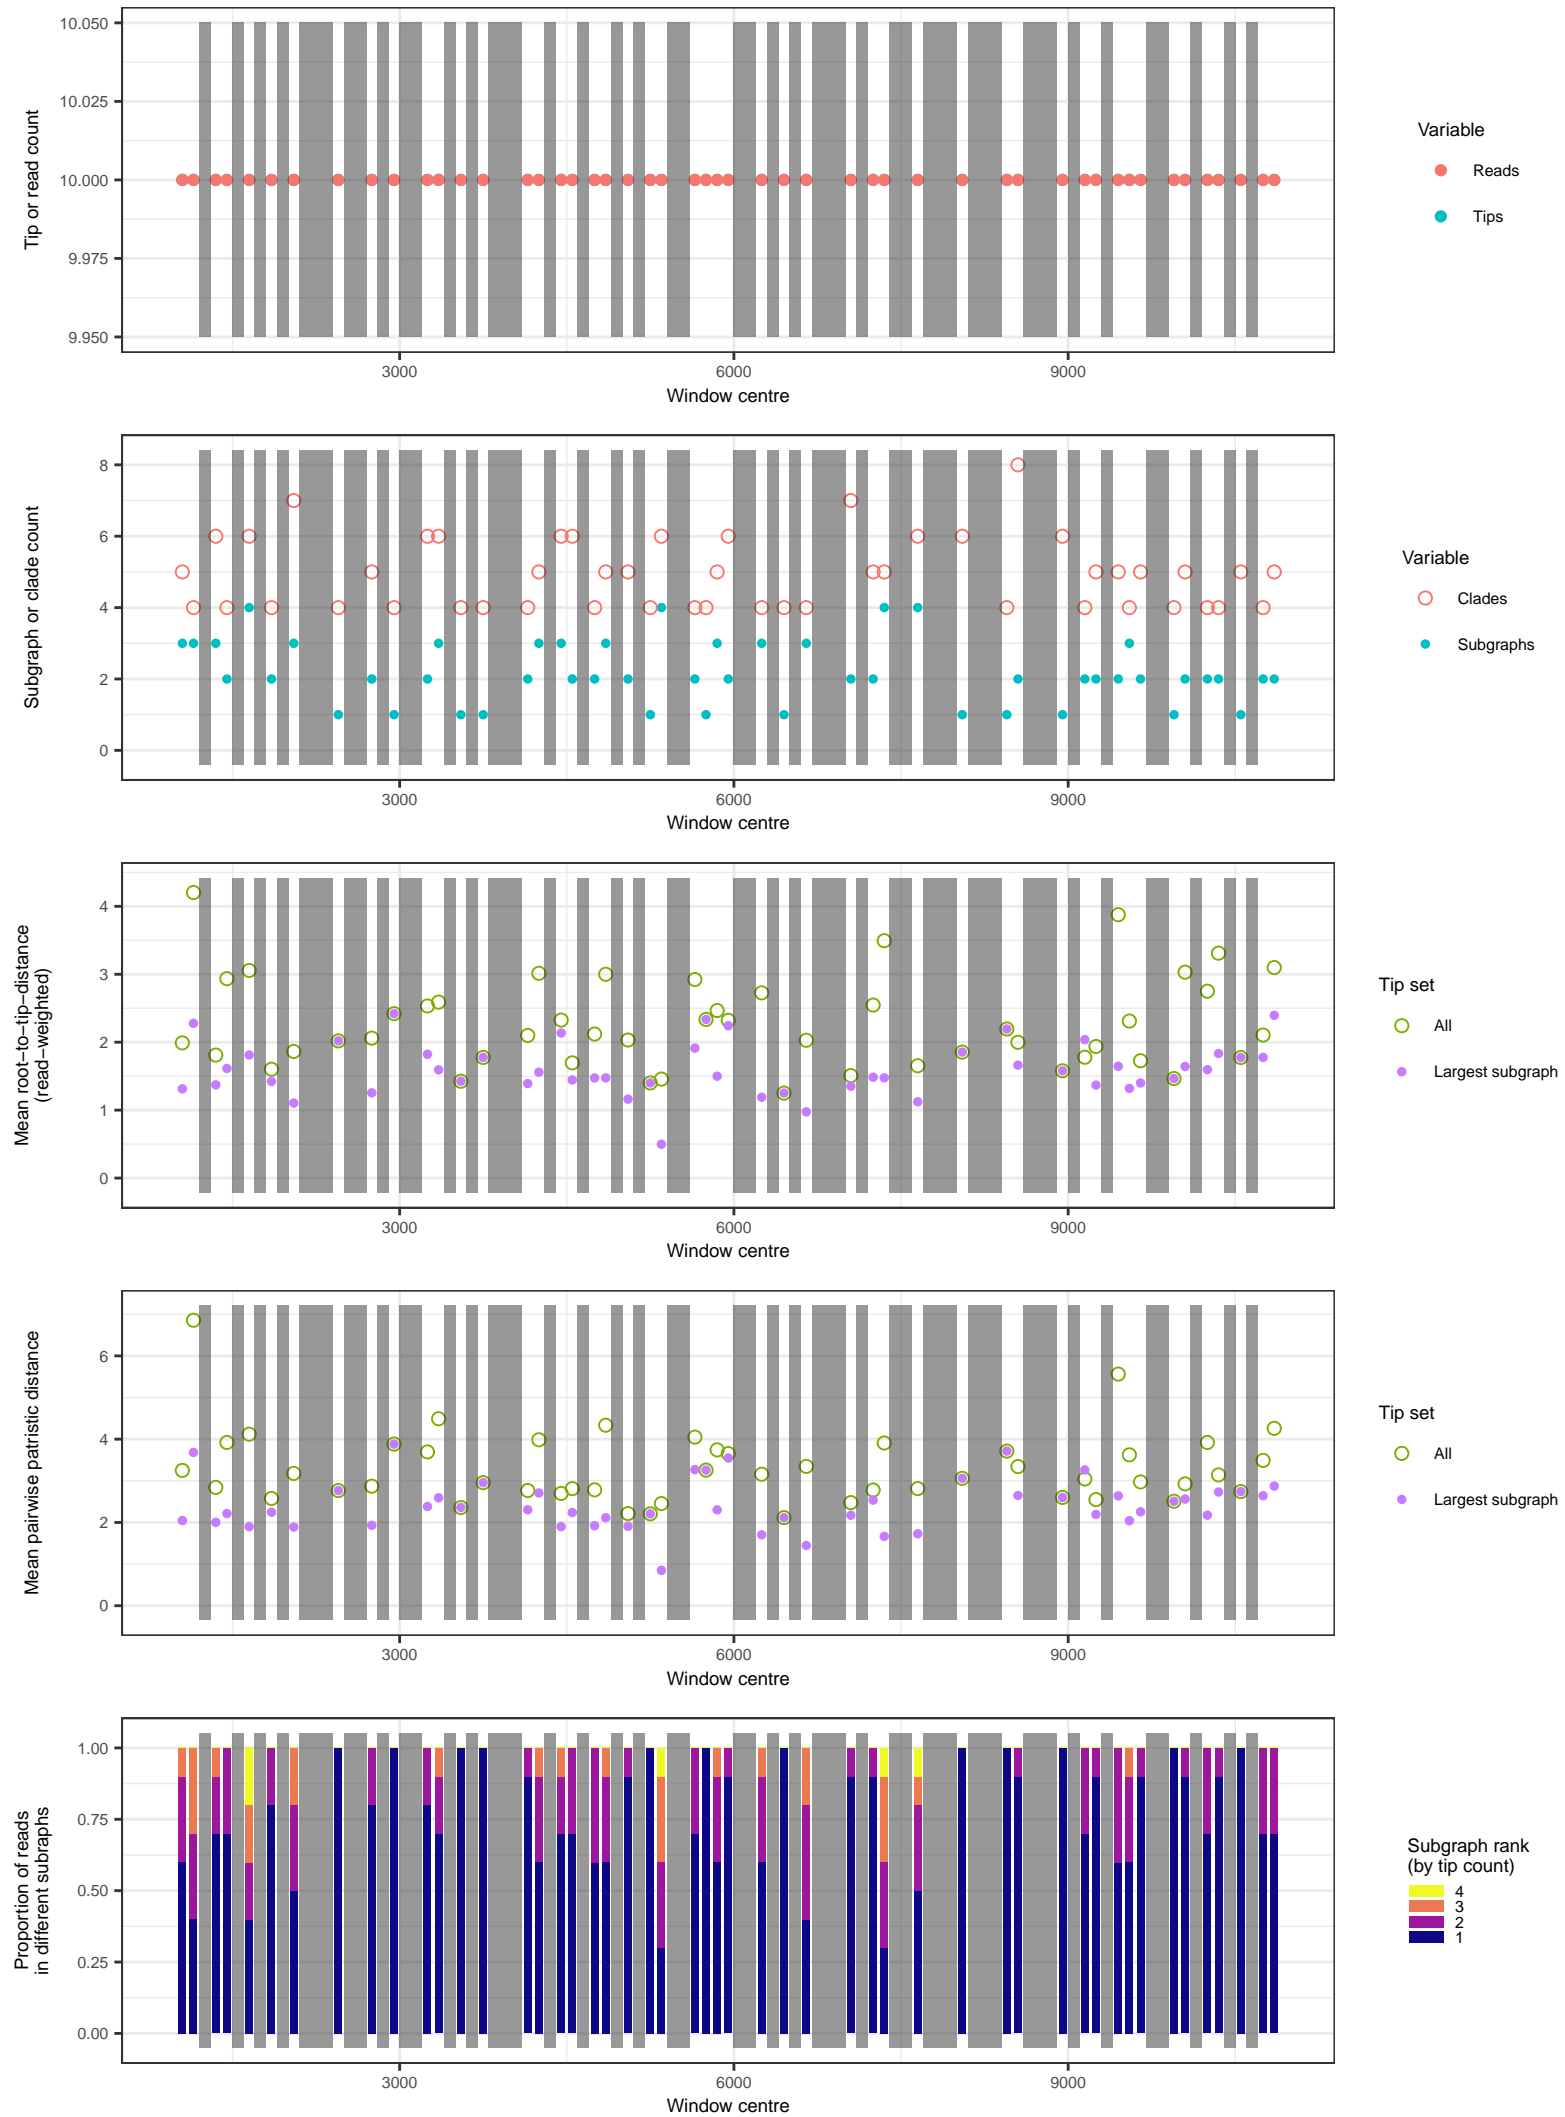 10.050
10.025
10.000
9.975
9.950
Tip or read count
3000 6000 9000
Window centre
Variable
Reads
Tips
8
6
4
2
0
Subgraph or clade count
3000 6000 9000
Window centre
Variable
Clades
Subgraphs
4
3
2
1
0
Mean root−to−tip−distance
(read−weighted)
3000 6000 9000
Window centre
Tip set
All
Largest subgraph
6
4
2
0
Mean pairwise patristic distance
3000 6000 9000
Window centre
Tip set
All
Largest subgraph
1.00
0.75
0.50
0.25
0.00
Proportion of reads
in different subraphs
3000 6000 9000
Window centre
Subgraph rank
(by tip count)
4
3
2
1